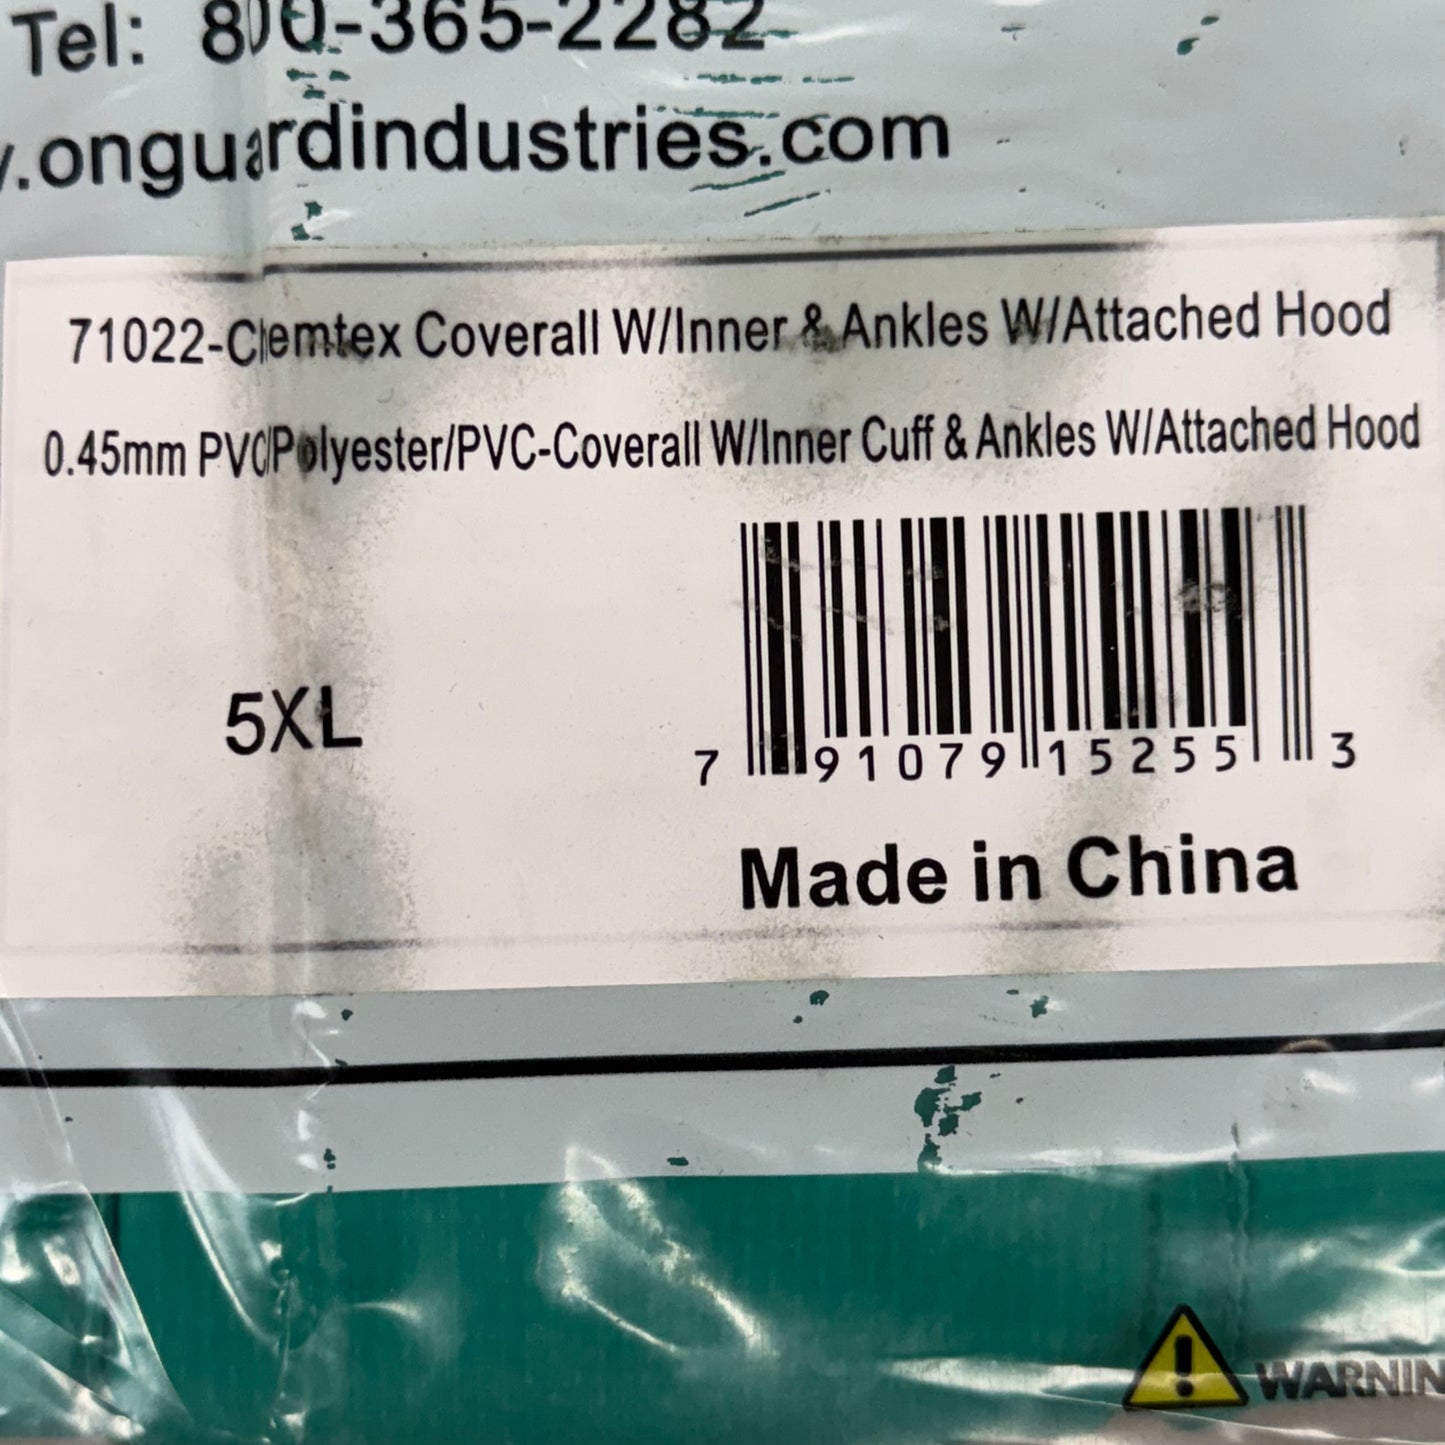 Tel: 800-365-2282
.onguardindustries.com
71022-Clemtex Coverall W/Inner & Ankles W/Attached Hood
0.45mm PVC/Polyester/PVC-Coverall W/Inner Cuff & Ankles W/Attached Hood
5XL
7 91079 15255 3
Made in China
WARNIN